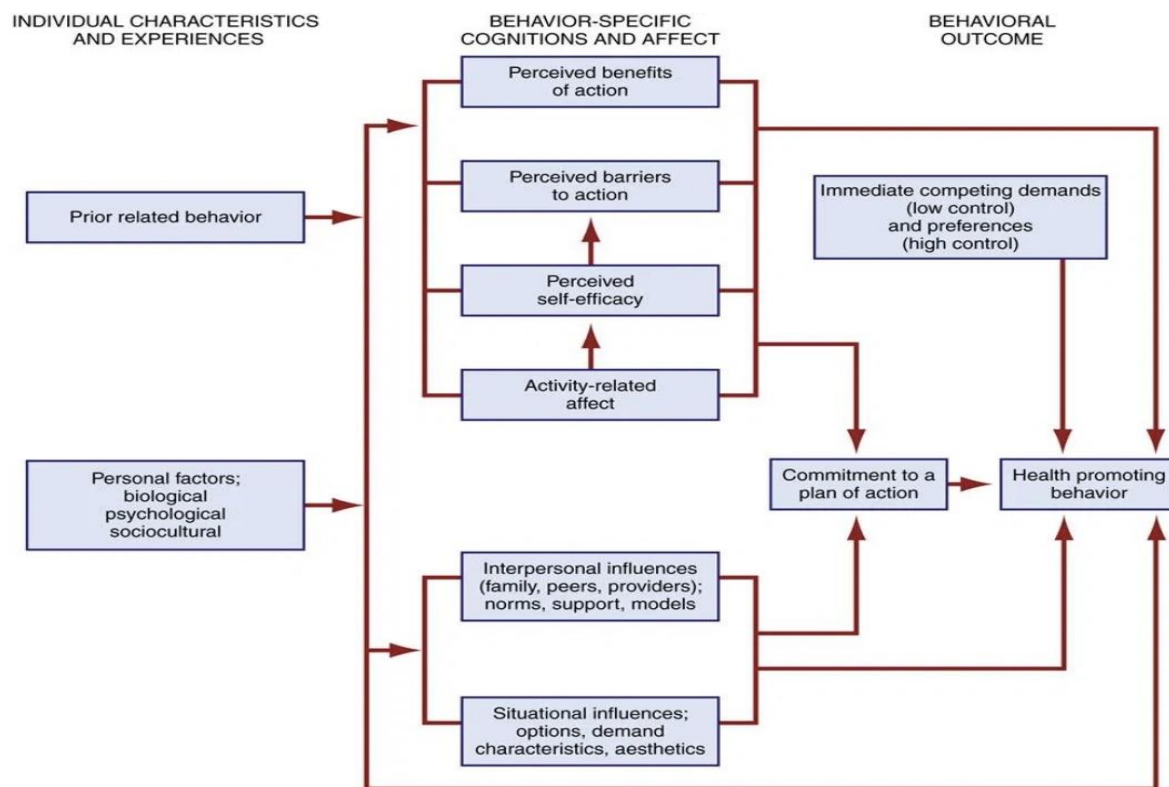 INDIVIDUAL CHARACTERISTICS
AND EXPERIENCES
BEHAVIOR-SPECIFIC
COGNITIONS AND AFFECT
BEHAVIORAL
OUTCOME
Perceived benefits
of action
Perceived barriers
to action
Immediate competing demands
(low control)
and preferences
(high control)
Prior related behavior
Perceived
self-efficacy
Activity-related
affect
Personal factors;
biological
psychological
sociocultural
Commitment to a
plan of action
Health promoting
behavior
Interpersonal influences
(family, peers, providers);
norms, support, models
Situational influences;
options, demand
characteristics, aesthetics